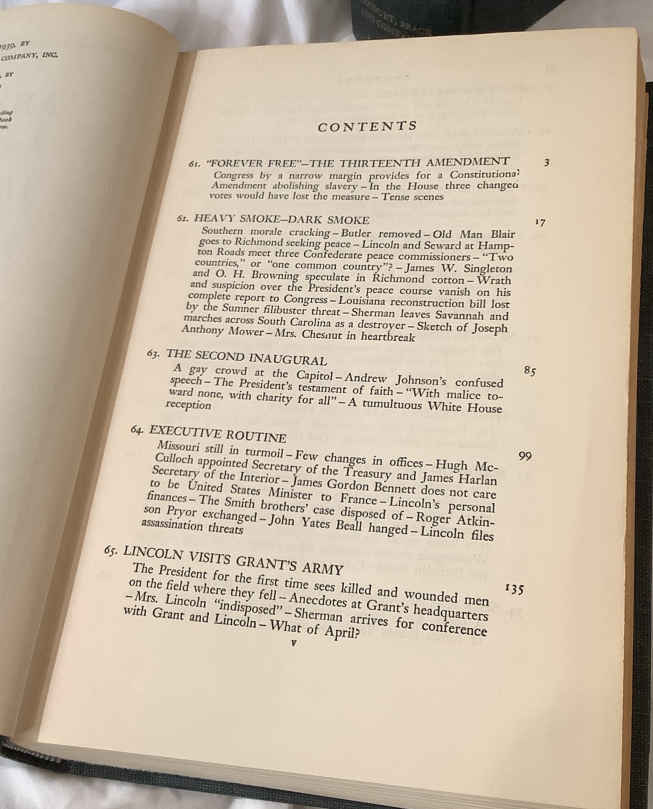 1939, BY
COMPANY, INC.
, BY
HARCOURT, BRACE
AND COMPANY
CONTENTS
61. "FOREVER FREE"—THE THIRTEENTH AMENDMENT 3
Congress by a narrow margin provides for a Constitutional
Amendment abolishing slavery – In the House three changed
votes would have lost the measure – Tense scenes
62. HEAVY SMOKE—DARK SMOKE 17
Southern morale cracking – Butler removed – Old Man Blair
goes to Richmond seeking peace – Lincoln and Seward at Hamp-
ton Roads meet three Confederate peace commissioners – "Two
countries," or "one common country"? – James W. Singleton
and O. H. Browning speculate in Richmond cotton – Wrath
and suspicion over the President's peace course vanish on his
complete report to Congress – Louisiana reconstruction bill lost
by the Sumner filibuster threat – Sherman leaves Savannah and
marches across South Carolina as a destroyer – Sketch of Joseph
Anthony Mower – Mrs. Chesnut in heartbreak
63. THE SECOND INAUGURAL 85
A gay crowd at the Capitol – Andrew Johnson's confused
speech – The President's testament of faith – "With malice to-
ward none, with charity for all" – A tumultuous White House
reception
64. EXECUTIVE ROUTINE 99
Missouri still in turmoil – Few changes in offices – Hugh Mc-
Culloch appointed Secretary of the Treasury and James Harlan
Secretary of the Interior – James Gordon Bennett does not care
to be United States Minister to France – Lincoln's personal
finances – The Smith brothers' case disposed of – Roger Atkin-
son Pryor exchanged – John Yates Beall hanged – Lincoln files
assassination threats
65. LINCOLN VISITS GRANT'S ARMY 135
The President for the first time sees killed and wounded men
on the field where they fell – Anecdotes at Grant's headquarters
– Mrs. Lincoln "indisposed" – Sherman arrives for conference
with Grant and Lincoln – What of April?
v